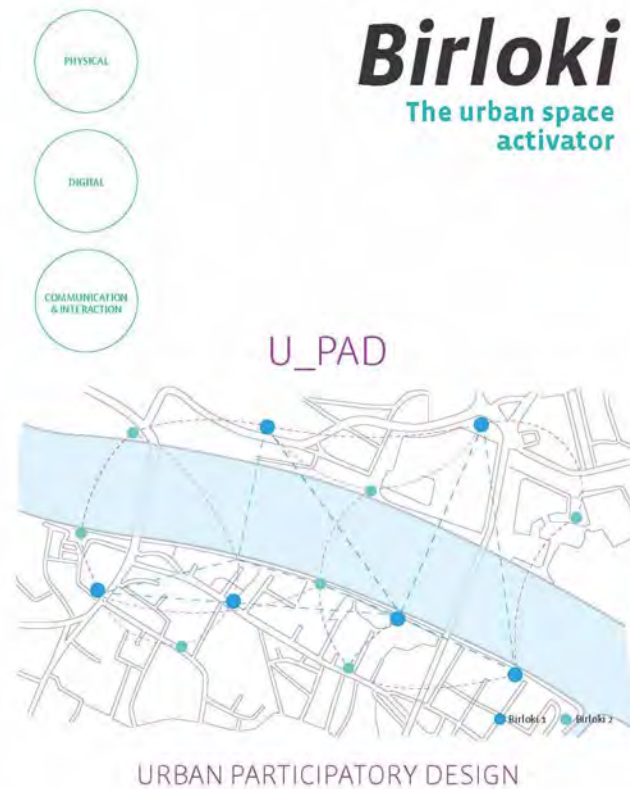 PHYSICAL
DIGITAL
COMMUNICATION
& INTERACTION
Birloki
The urban space
activator
U_PAD
Birloki 1
Birloki 2
URBAN PARTICIPATORY DESIGN